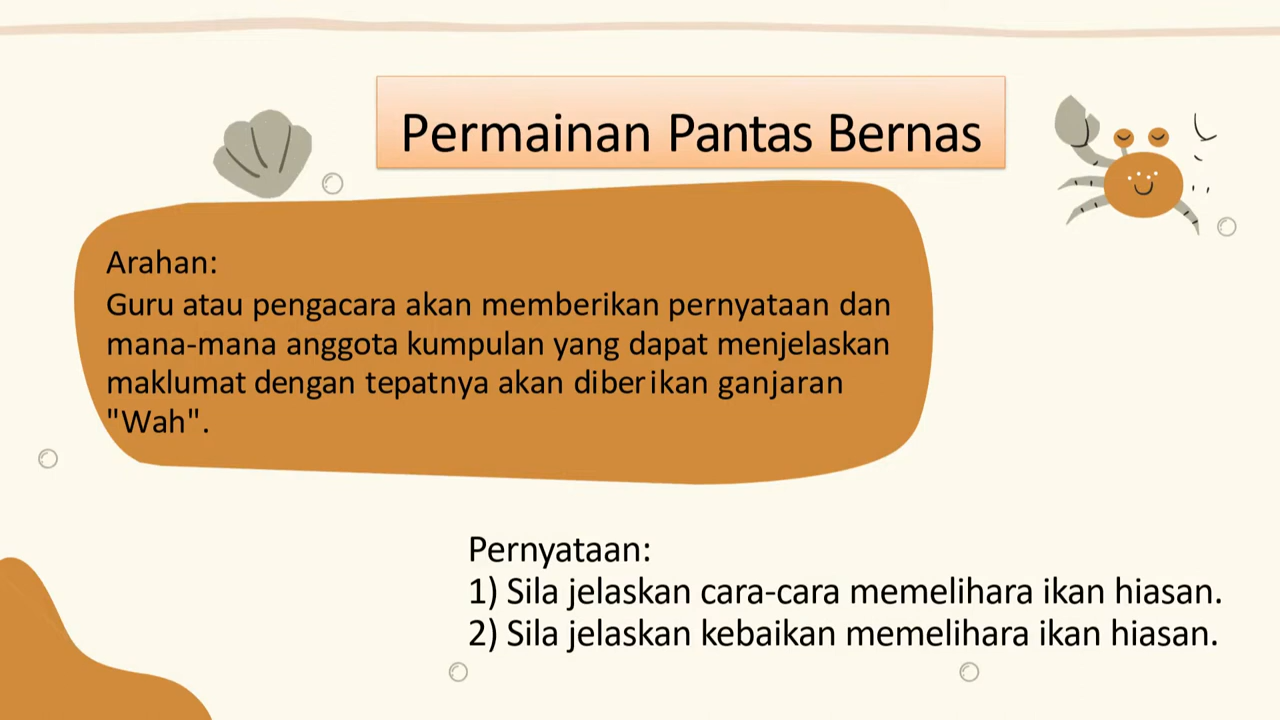 Permainan Pantas Bernas
Arahan:
Guru atau pengacara akan memberikan pernyataan dan
mana-mana anggota kumpulan yang dapat menjelaskan
maklumat dengan tepatnya akan diberikan ganjaran
"Wah".
Pernyataan:
1) Sila jelaskan cara-cara memelihara ikan hiasan.
2) Sila jelaskan kebaikan memelihara ikan hiasan.